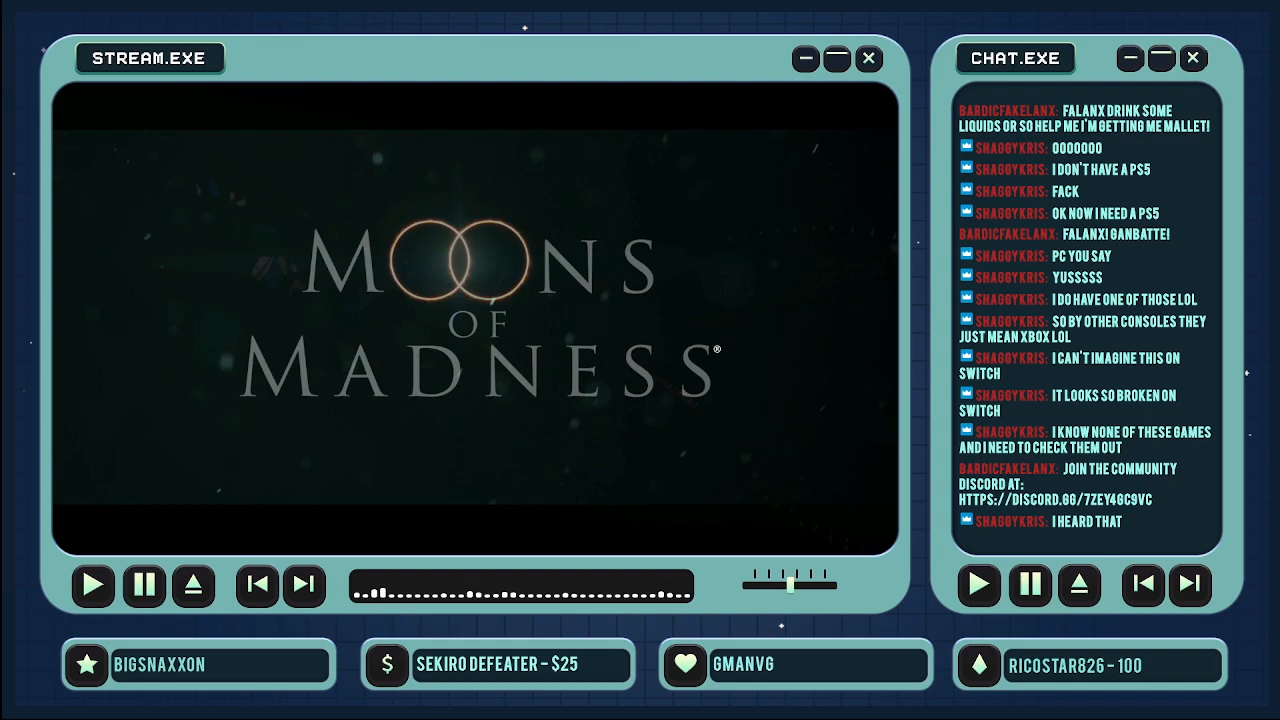 STREAM.EXE
MOONS
OF
MADNESS®
CHAT.EXE
BARDICFAKELANX: FALANX DRINK SOME
LIQUIDS OR SO HELP ME I'M GETTING ME MALLET!
SHAGGYKRIS: OOOOOOO
SHAGGYKRIS: I DON'T HAVE A PS5
SHAGGYKRIS: FACK
SHAGGYKRIS: OK NOW I NEED A PS5
BARDICFAKELANX: FALANX! GANBATTE!
SHAGGYKRIS: PC YOU SAY
SHAGGYKRIS: YUSSSSS
SHAGGYKRIS: I DO HAVE ONE OF THOSE LOL
SHAGGYKRIS: SO BY OTHER CONSOLES THEY
JUST MEAN XBOX LOL
SHAGGYKRIS: I CAN'T IMAGINE THIS ON
SWITCH
SHAGGYKRIS: IT LOOKS SO BROKEN ON
SWITCH
SHAGGYKRIS: I KNOW NONE OF THESE GAMES
AND I NEED TO CHECK THEM OUT
BARDICFAKELANX: JOIN THE COMMUNITY
DISCORD AT:
HTTPS://DISCORD.GG/7ZEY4GC9VC
SHAGGYKRIS: I HEARD THAT
BIGSNAXXON
$ SEKIRO DEFEATER - $25
GMANVG
RICOSTAR826 - 100